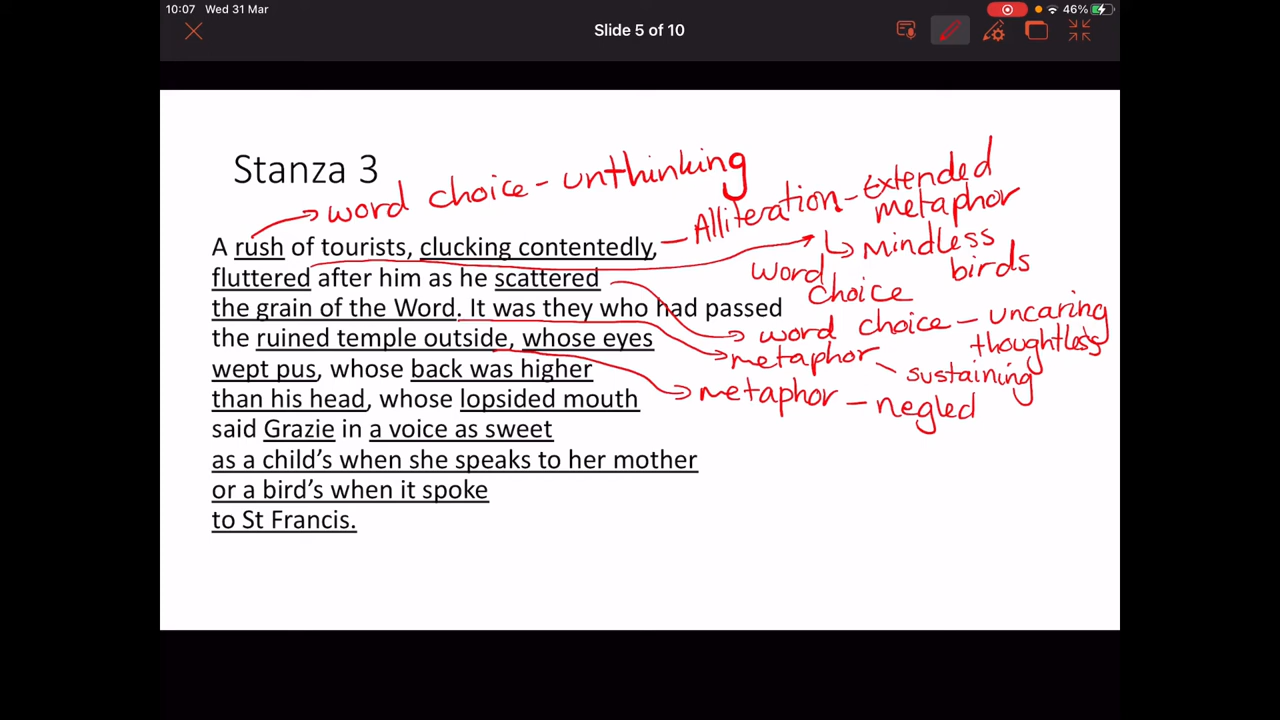 10:07 Wed 31 Mar
46%
Slide 5 of 10
Stanza 3
word choice - unthinking
Alliteration - Extended
metaphor
mindless
birds
A rush of tourists, clucking contentedly,
fluttered after him as he scattered
word
choice
the grain of the Word. It was they who had passed
the ruined temple outside, whose eyes
word choice - uncaring
thoughtless
metaphor
sustaining
wept pus, whose back was higher
than his head, whose lopsided mouth
metaphor - negled
said Grazie in a voice as sweet
as a child's when she speaks to her mother
or a bird's when it spoke
to St Francis.